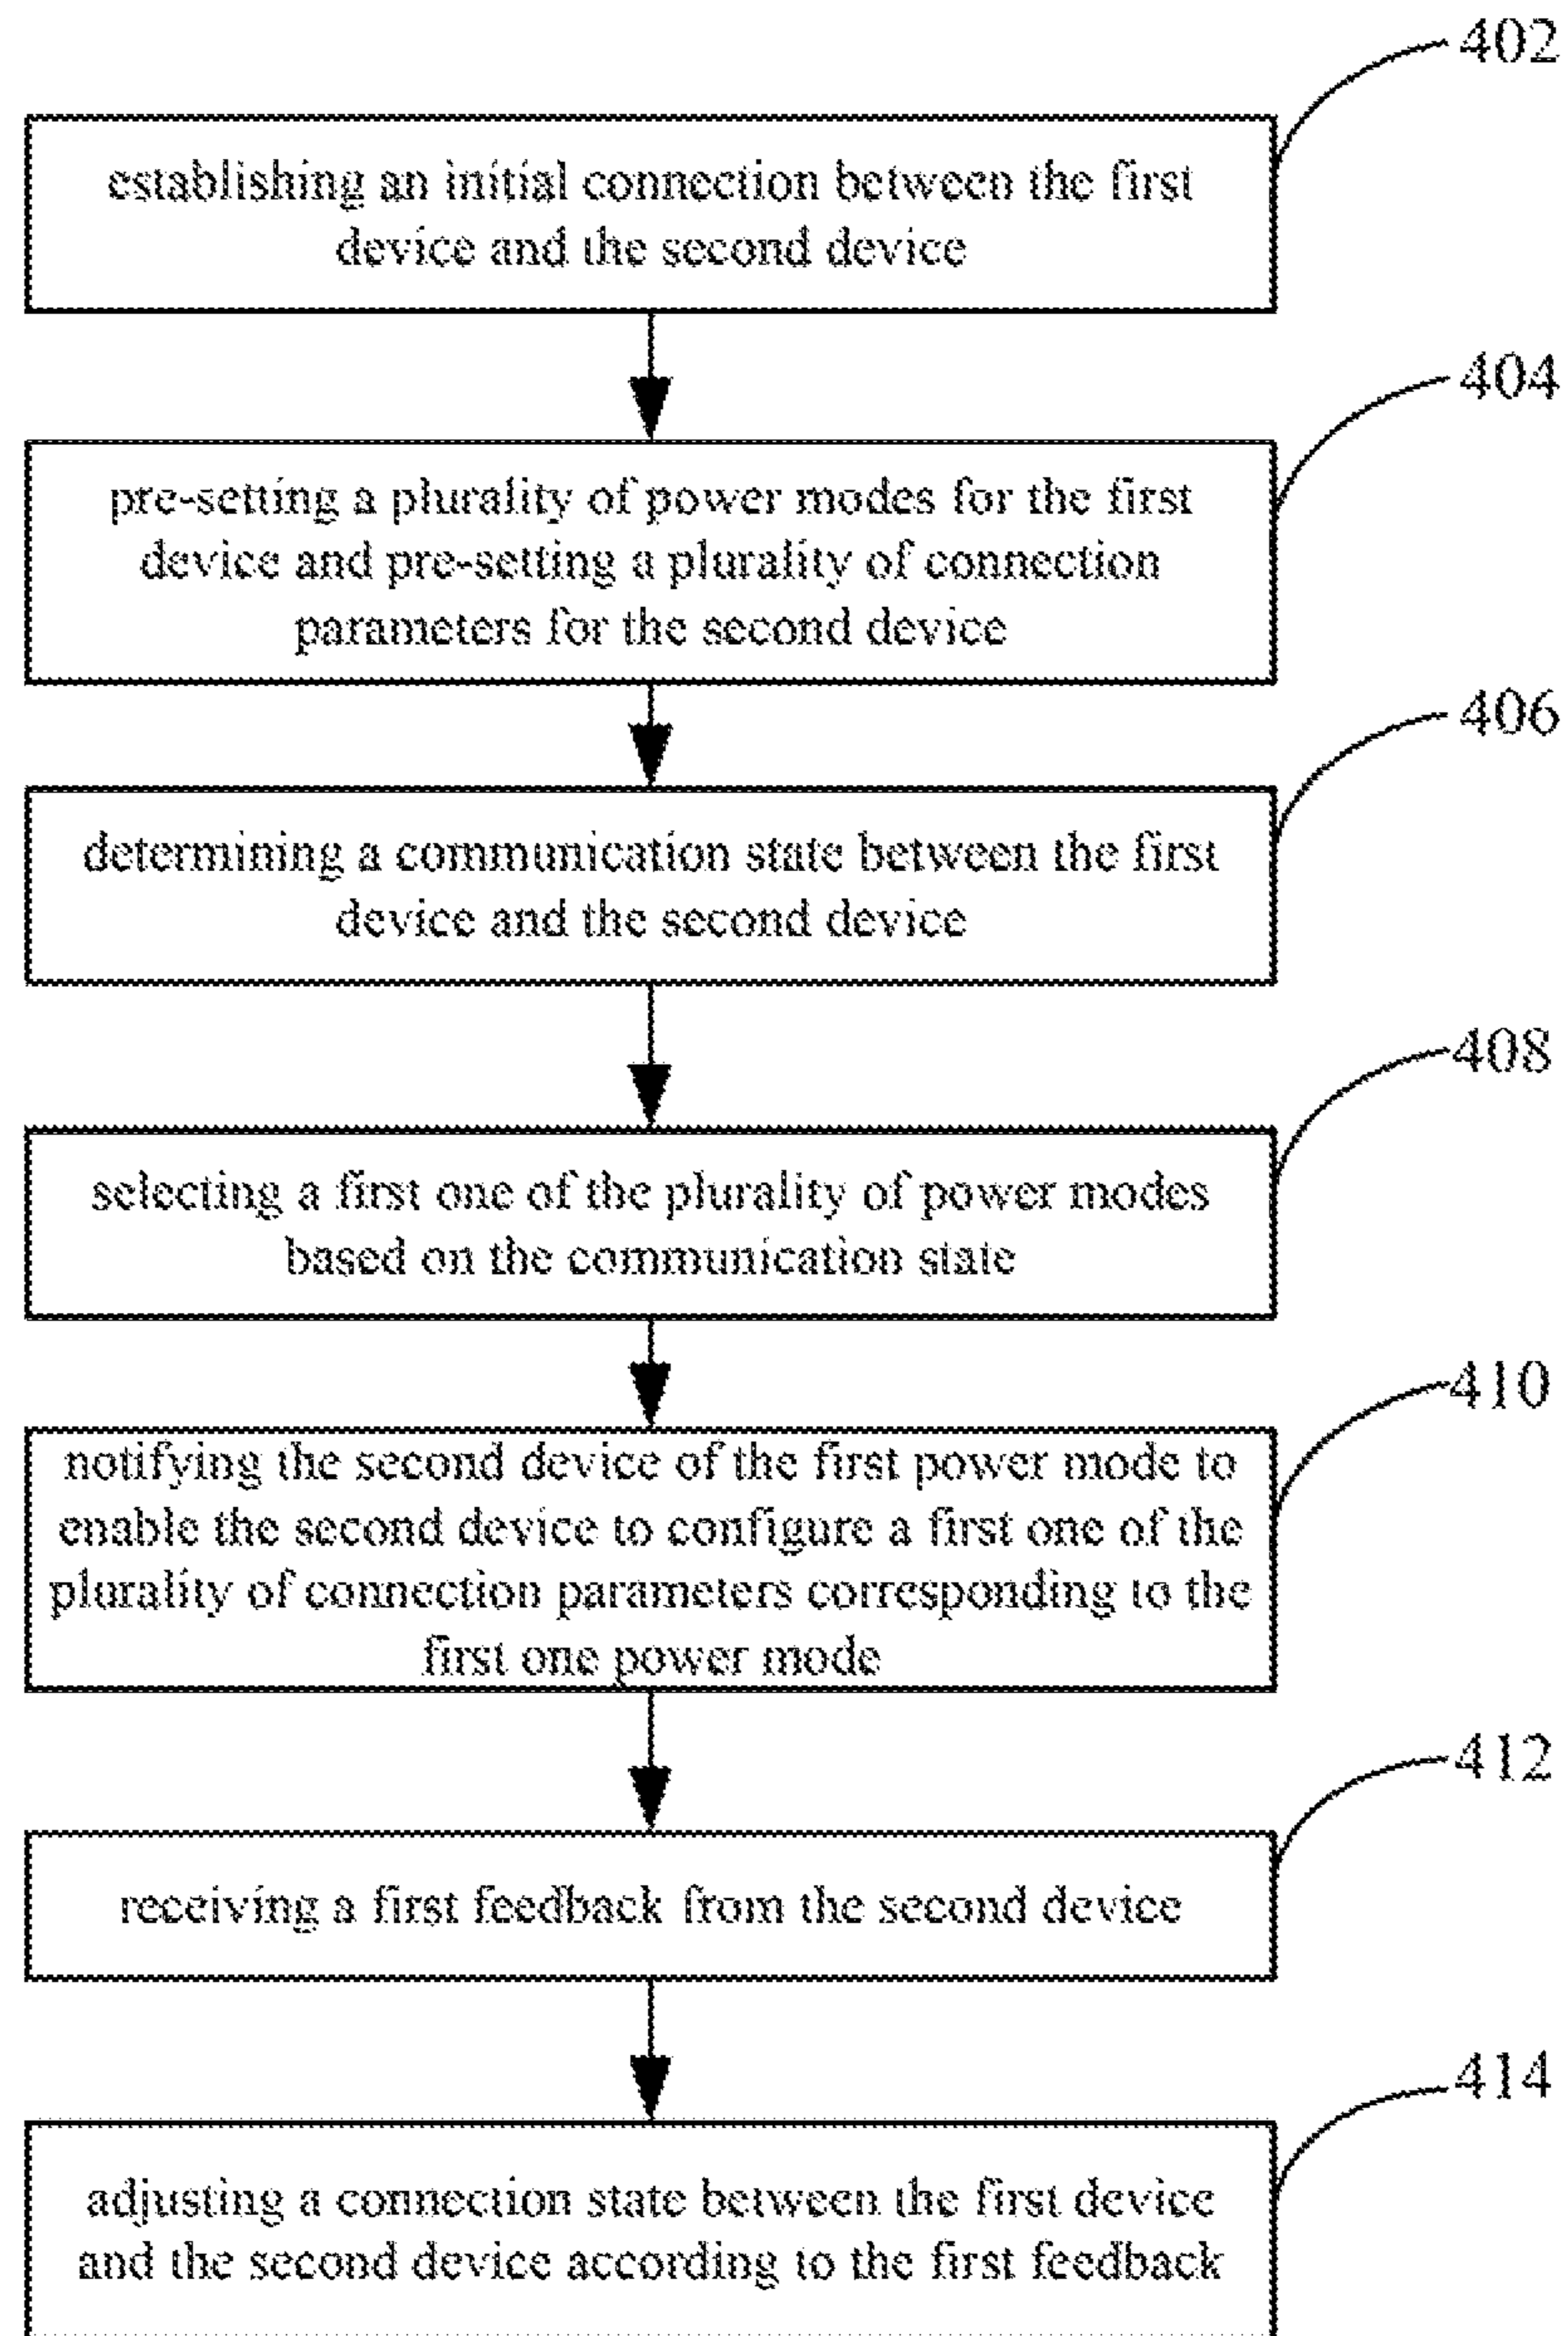 402
establishing an initial connection between the first
device and the second device
404
pre-setting a plurality of power modes for the first
device and pre-setting a plurality of connection
parameters for the second device
406
determining a communication state between the first
device and the second device
408
selecting a first one of the plurality of power modes
based on the communication state
410
notifying the second device of the first power mode to
enable the second device to configure a first one of the
plurality of connection parameters corresponding to the
first one power mode
412
receiving a first feedback from the second device
414
adjusting a connection state between the first device
and the second device according to the first feedback